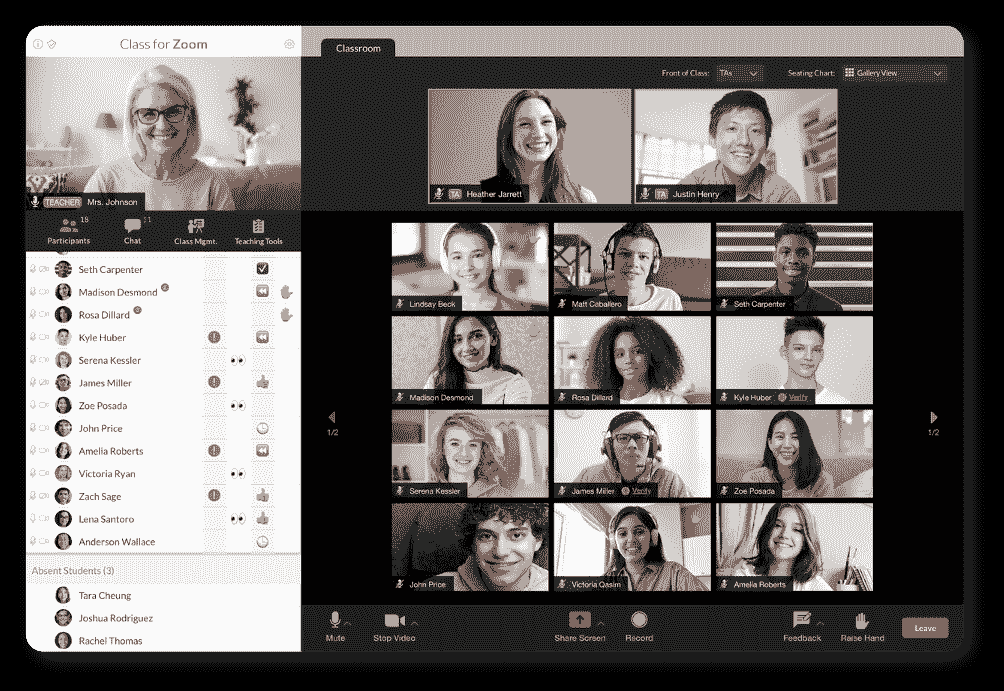 Class for Zoom
Classroom
Front of Class: TAs
Seating Chart: Gallery View
TEACHER Mrs. Johnson
TA Heather Jarrett
TA Justin Henry
18
Participants
Chat
Class Mgmt.
Teaching Tools
Seth Carpenter
Madison Desmond
Rosa Dillard
Kyle Huber
Serena Kessler
James Miller
Zoe Posada
John Price
Amelia Roberts
Victoria Ryan
Zach Sage
Lena Santoro
Anderson Wallace
Absent Students (3)
Tara Cheung
Joshua Rodriguez
Rachel Thomas
Lindsay Beck
Matt Caballero
Seth Carpenter
Madison Desmond
Rosa Dillard
Kyle Huber Verify
1/2
1/2
Serena Kessler
James Miller Verify
Zoe Posada
John Price
Victoria Qasim
Amelia Roberts
Mute
Stop Video
Share Screen
Record
Feedback
Raise Hand
Leave